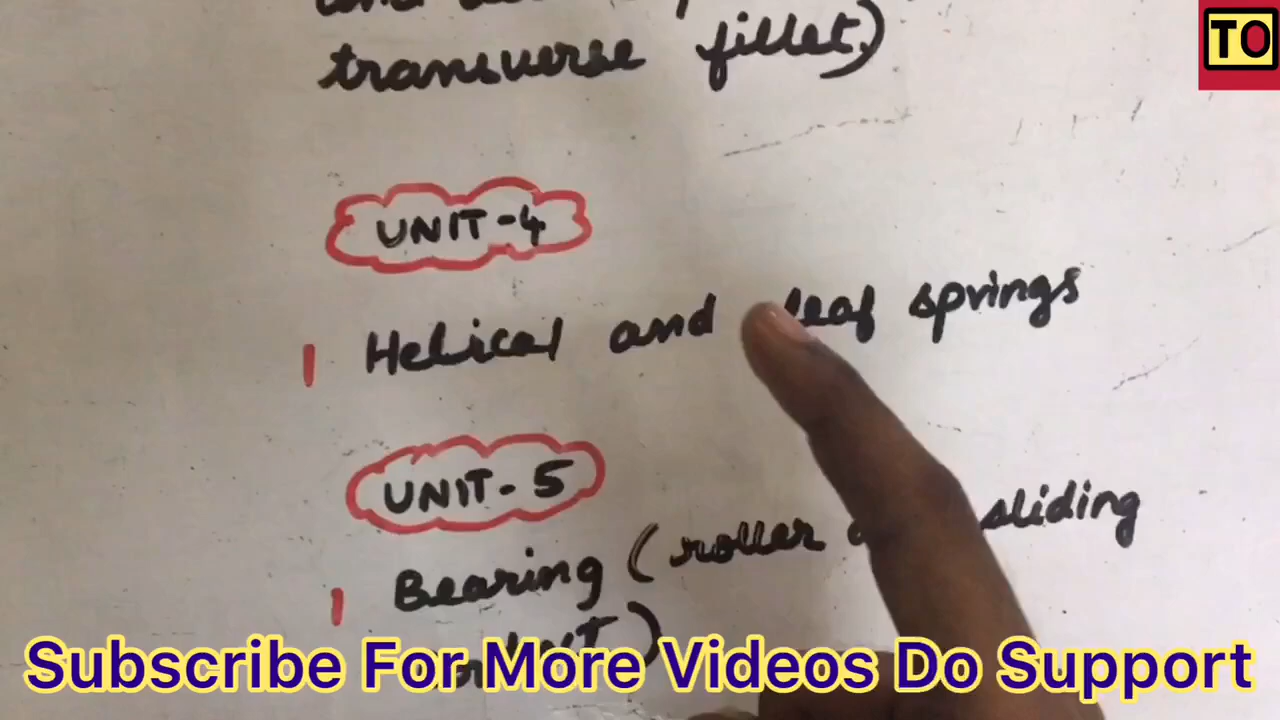 TO
and
transverse fillet)
UNIT-4
1 Helical and leaf springs
UNIT-5
1 Bearing (roller sliding
Subscribe For More Videos Do Support